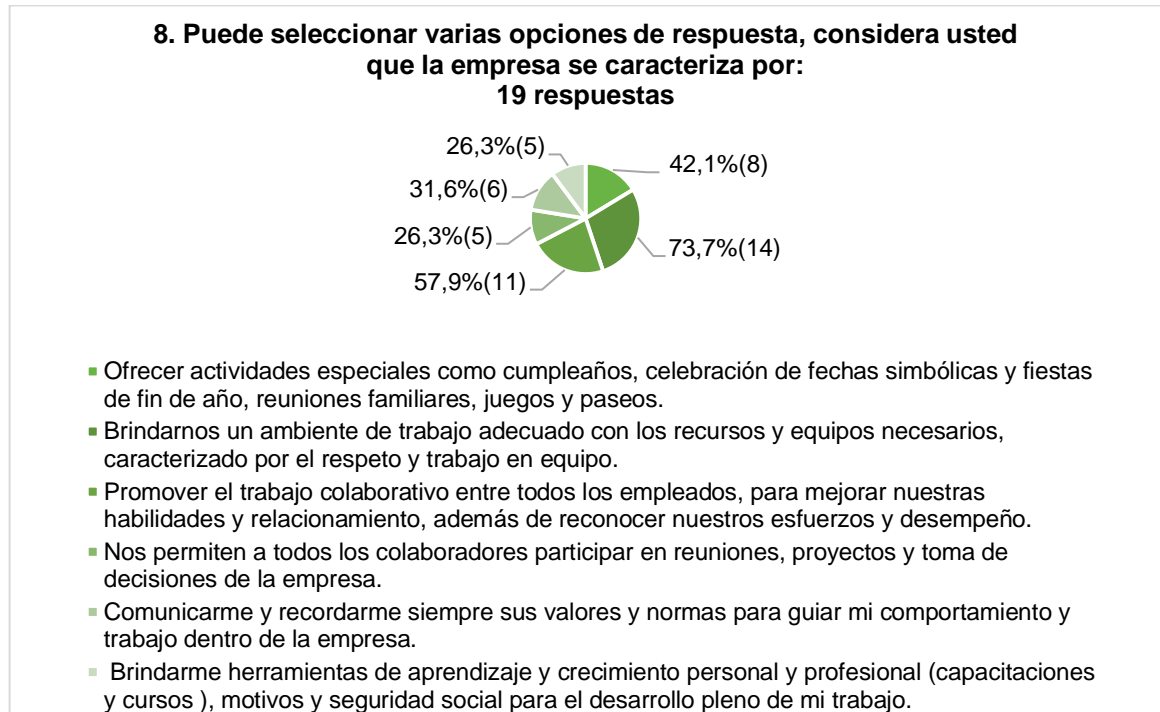 8. Puede seleccionar varias opciones de respuesta, considera usted
que la empresa se caracteriza por:
19 respuestas
26,3%(5)
42,1%(8)
31,6%(6)
26,3%(5)
73,7%(14)
57,9%(11)
Ofrecer actividades especiales como cumpleaños, celebración de fechas simbólicas y fiestas
de fin de año, reuniones familiares, juegos y paseos.
Brindarnos un ambiente de trabajo adecuado con los recursos y equipos necesarios,
caracterizado por el respeto y trabajo en equipo.
Promover el trabajo colaborativo entre todos los empleados, para mejorar nuestras
habilidades y relacionamiento, además de reconocer nuestros esfuerzos y desempeño.
Nos permiten a todos los colaboradores participar en reuniones, proyectos y toma de
decisiones de la empresa.
Comunicarme y recordarme siempre sus valores y normas para guiar mi comportamiento y
trabajo dentro de la empresa.
Brindarme herramientas de aprendizaje y crecimiento personal y profesional (capacitaciones
y cursos ), motivos y seguridad social para el desarrollo pleno de mi trabajo.